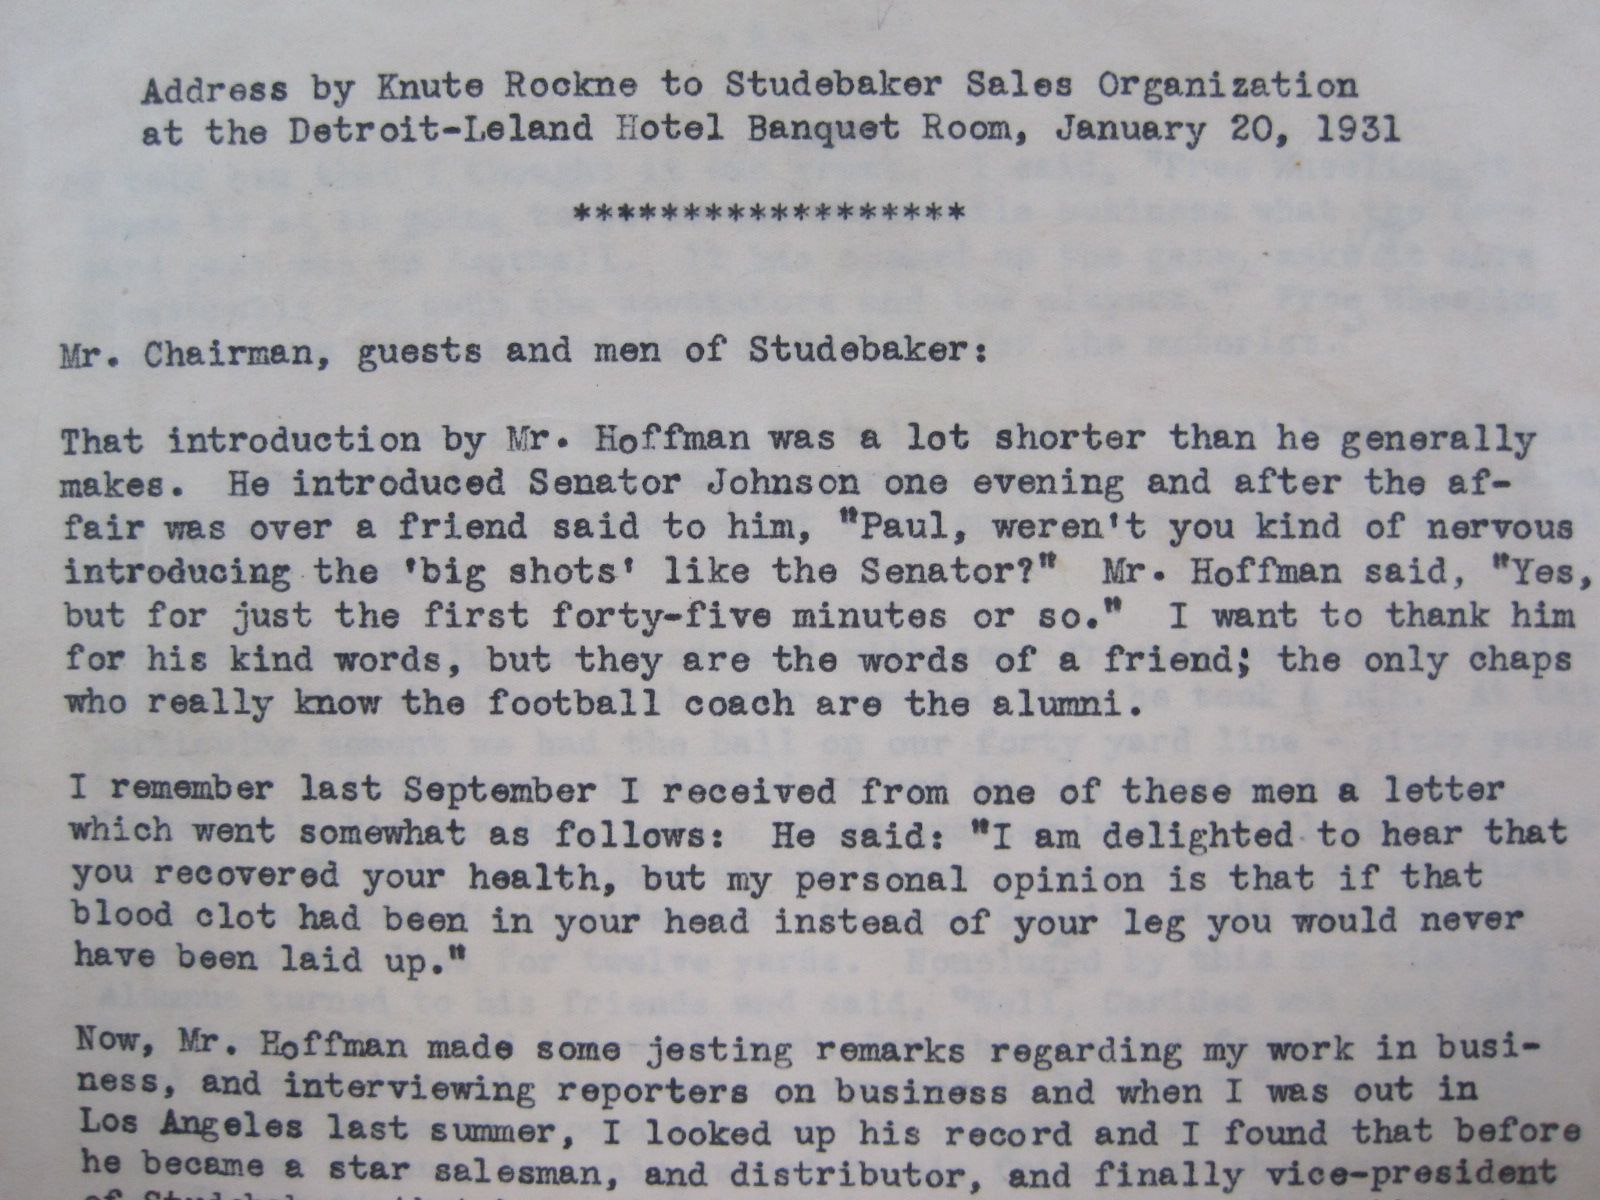 Address by Knute Rockne to Studebaker Sales Organization
at the Detroit-Leland Hotel Banquet Room, January 20, 1931
******************
Mr. Chairman, guests and men of Studebaker:
That introduction by Mr. Hoffman was a lot shorter than he generally
makes. He introduced Senator Johnson one evening and after the af-
fair was over a friend said to him, "Paul, weren't you kind of nervous
introducing the 'big shots' like the Senator?" Mr. Hoffman said, "Yes,
but for just the first forty-five minutes or so." I want to thank him
for his kind words, but they are the words of a friend; the only chaps
who really know the football coach are the alumni.
I remember last September I received from one of these men a letter
which went somewhat as follows: He said: "I am delighted to hear that
you recovered your health, but my personal opinion is that if that
blood clot had been in your head instead of your leg you would never
have been laid up."
Now, Mr. Hoffman made some jesting remarks regarding my work in busi-
ness, and interviewing reporters on business and when I was out in
Los Angeles last summer, I looked up his record and I found that before
he became a star salesman, and distributor, and finally vice-president